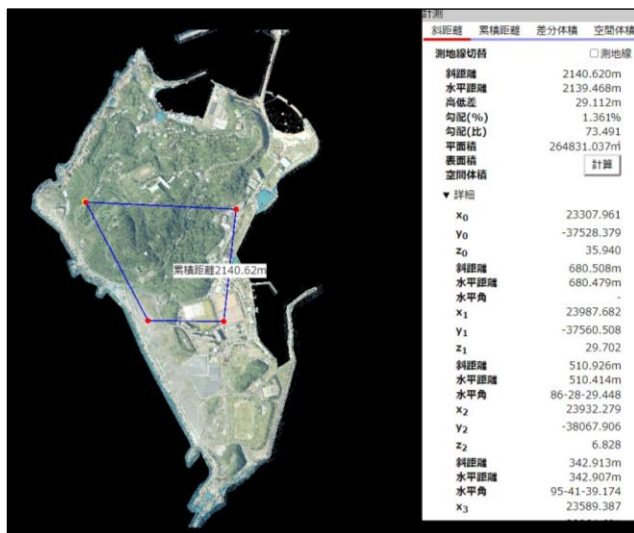 計測
斜距離 累積距離 差分体積 空間体積
測地線切替 測地線
斜距離 2140.620m
水平距離 2139.468m
高低差 29.112m
勾配(%) 1.361%
勾配(比) 73.491
平面積 264831.037㎡
表面積 計算
空間体積
▼ 詳細
x0 23307.961
y0 -37528.379
z0 35.940
斜距離 680.508m
水平距離 680.479m
水平角 -
x1 23987.682
y1 -37560.508
z1 29.702
斜距離 510.926m
水平距離 510.414m
水平角 86-28-29.448
x2 23932.279
y2 -38067.906
z2 6.828
斜距離 342.913m
水平距離 342.907m
水平角 95-41-39.174
x3 23589.387
累積距離2140.62m